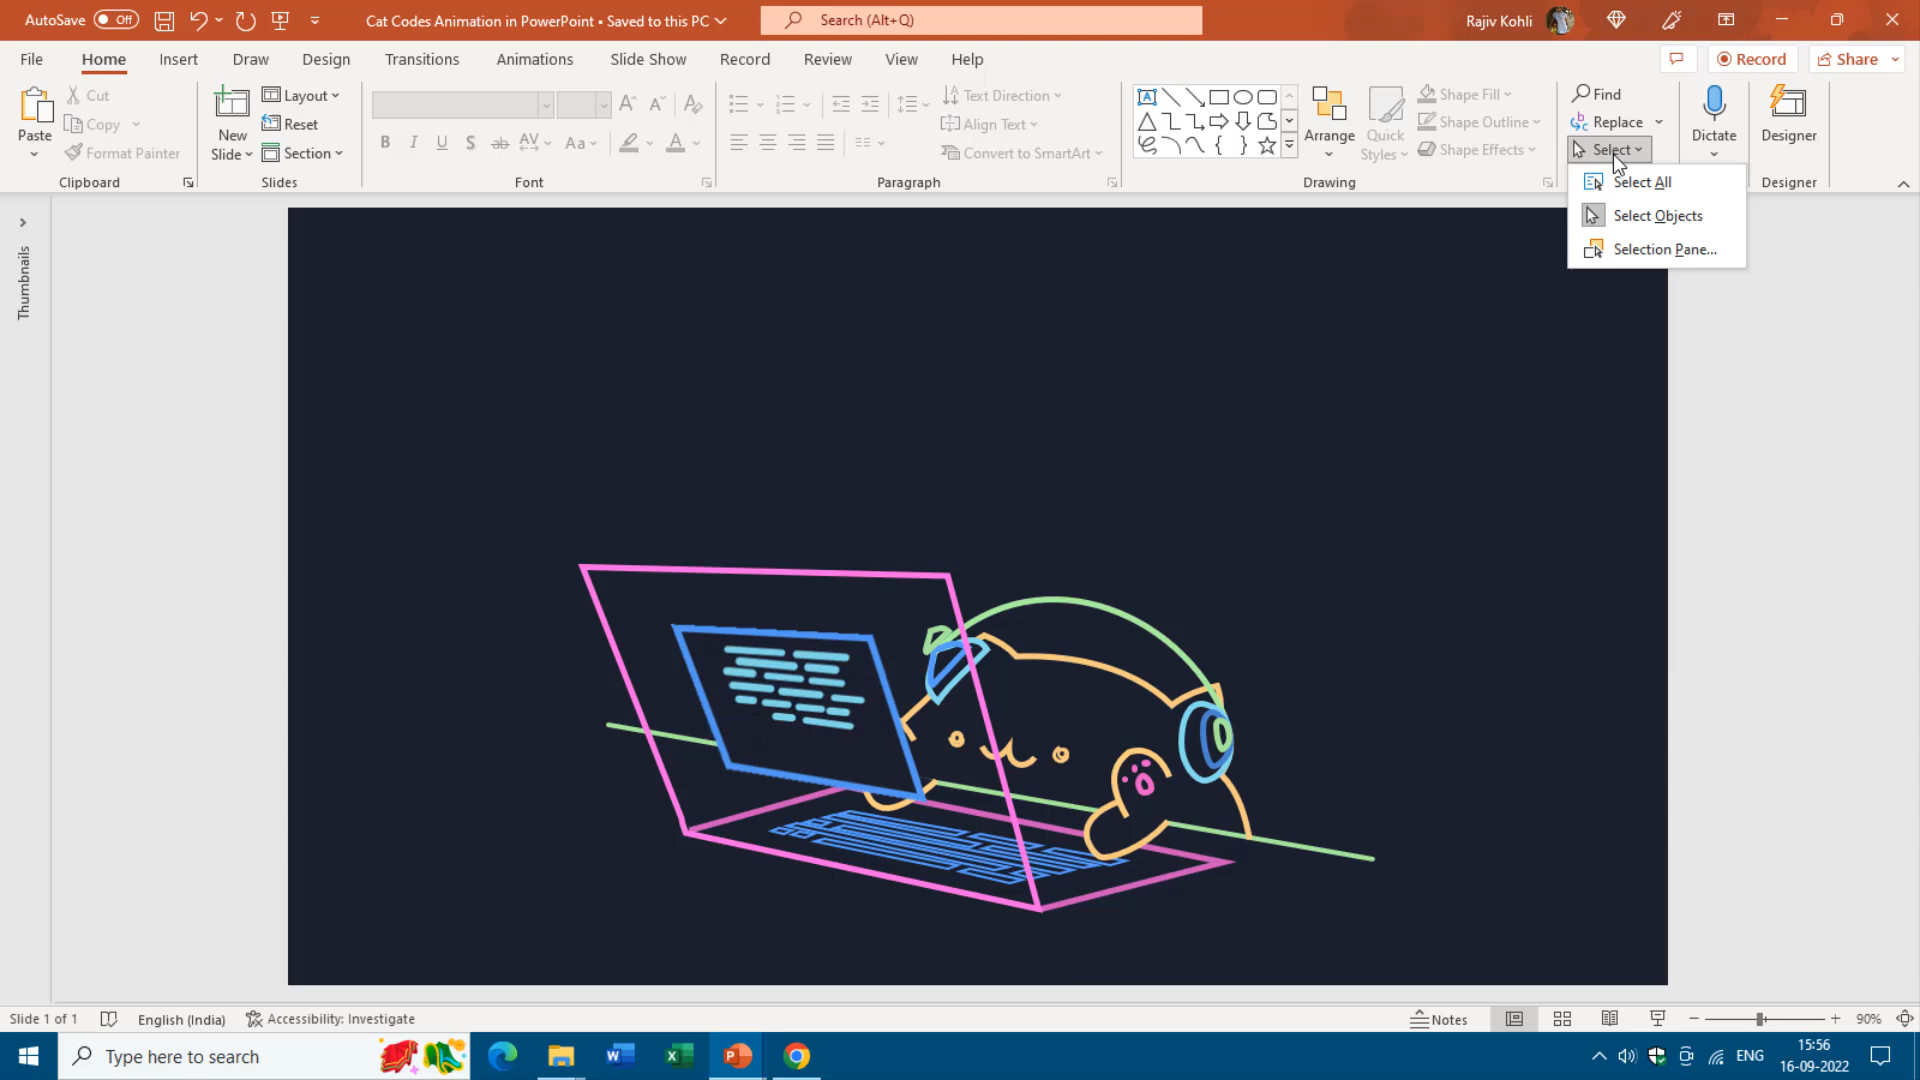 AutoSave Off Cat Codes Animation in PowerPoint • Saved to this PC Search (Alt+Q) Rajiv Kohli
File Home Insert Draw Design Transitions Animations Slide Show Record Review View Help Record Share
Paste Cut Copy Format Painter
Clipboard
New Slide Layout Reset Section
Slides
B I U S ab AV Aa A
Font
Text Direction
Align Text
Convert to SmartArt
Paragraph
Arrange Quick Styles Shape Fill Shape Outline Shape Effects
Drawing
Find
Replace
Select
Dictate
Designer
Designer
Select All
Select Objects
Selection Pane...
Thumbnails
Slide 1 of 1 English (India) Accessibility: Investigate Notes 90%
Type here to search ENG 15:56
16-09-2022